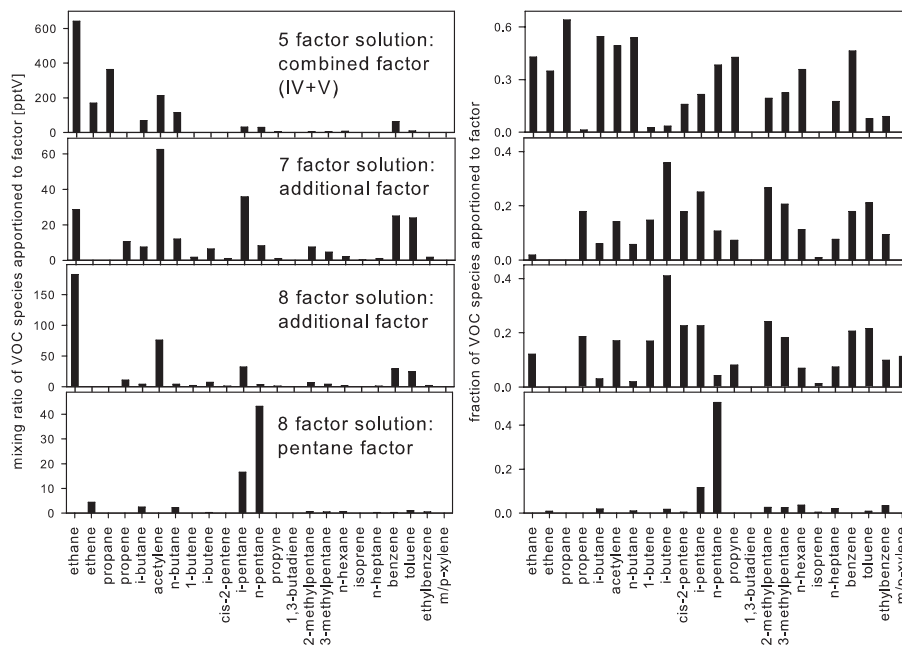 mixing ratio of VOC species apportioned to factor [pptV]
600
400
200
0
5 factor solution:
combined factor
(IV+V)
60
40
20
0
7 factor solution:
additional factor
150
100
50
0
8 factor solution:
additional factor
40
30
20
10
0
8 factor solution:
pentane factor
ethane
ethene
propane
propene
i-butane
acetylene
n-butane
1-butene
i-butene
cis-2-pentene
i-pentane
n-pentane
propyne
1,3-butadiene
2-methylpentane
3-methylpentane
n-hexane
isoprene
n-heptane
benzene
toluene
ethylbenzene
m/p-xylene
fraction of VOC species apportioned to factor
0.6
0.3
0.0
0.4
0.2
0.0
0.4
0.2
0.0
0.4
0.2
0.0
ethane
ethene
propane
propene
i-butane
acetylene
n-butane
1-butene
i-butene
cis-2-pentene
i-pentane
n-pentane
propyne
1,3-butadiene
2-methylpentane
3-methylpentane
n-hexane
isoprene
n-heptane
benzene
toluene
ethylbenzene
m/p-xylene